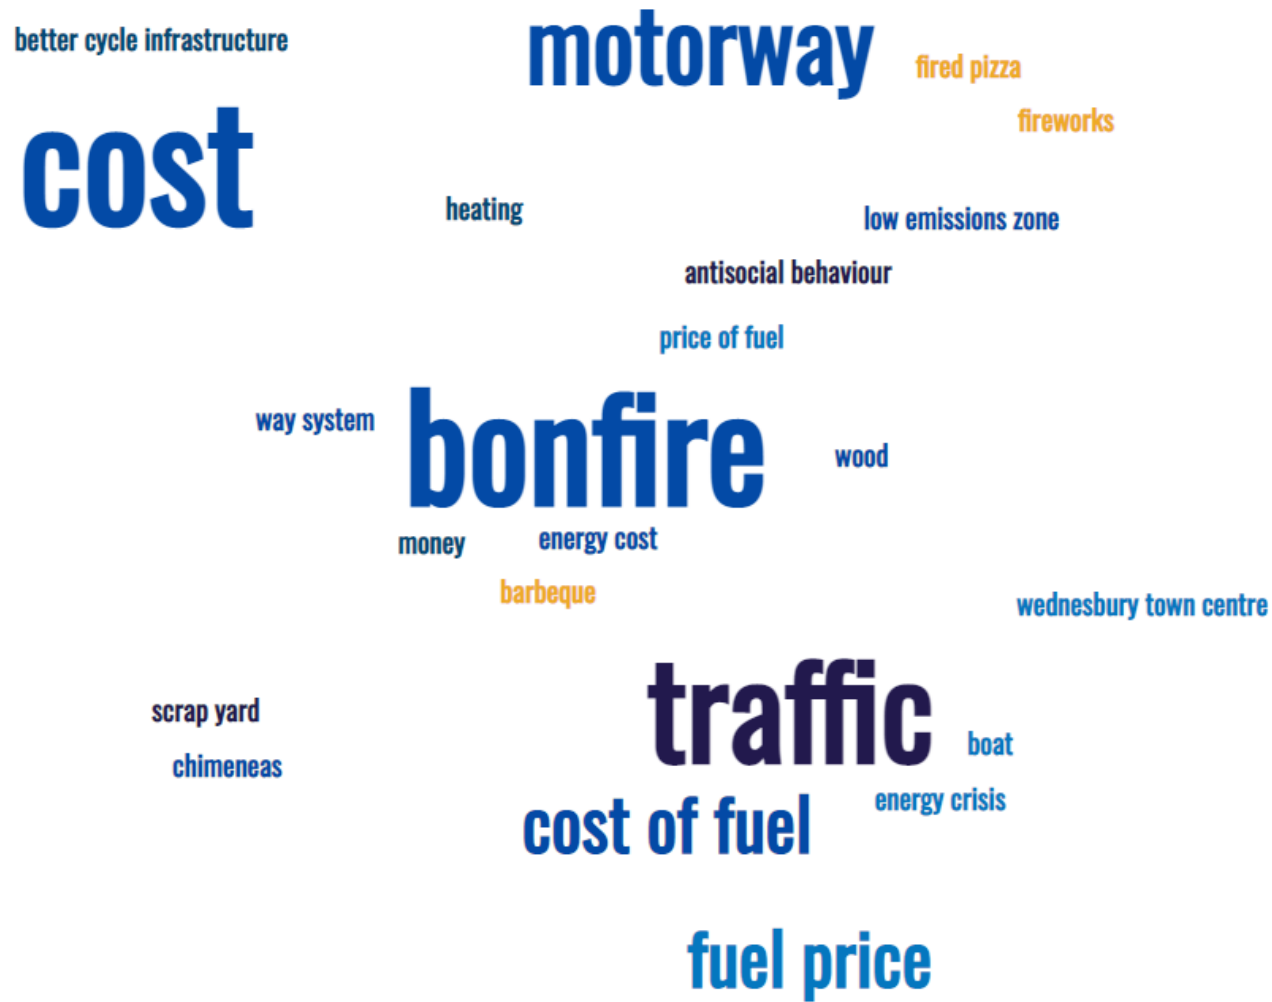 better cycle infrastructure
motorway
fired pizza
fireworks
cost
heating
low emissions zone
antisocial behaviour
price of fuel
way system
bonfire
wood
money
energy cost
barbeque
wednesbury town centre
traffic
scrap yard
boat
chimeneas
energy crisis
cost of fuel
fuel price